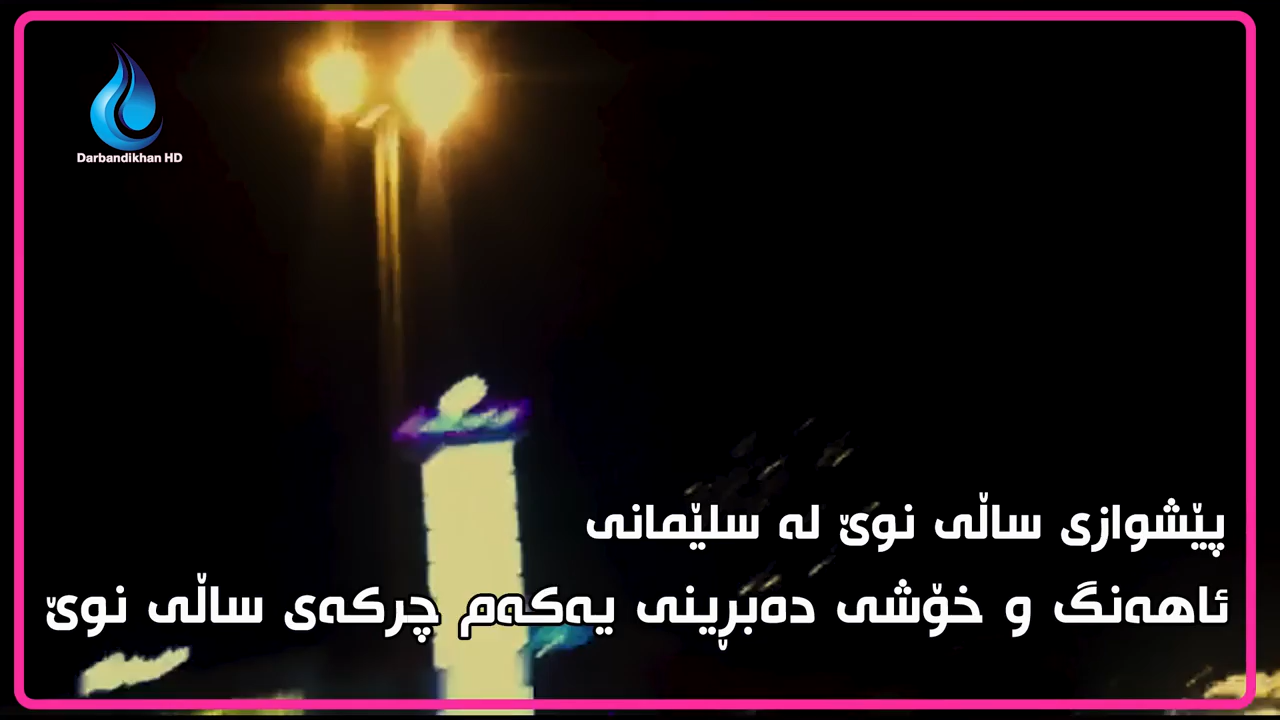 Darbandikhan HD
پێشوازی ساڵی نوێ لە سلێمانی
ئاهەنگ و خۆشی دەبڕینی یەکەم چرکەی ساڵی نوێ